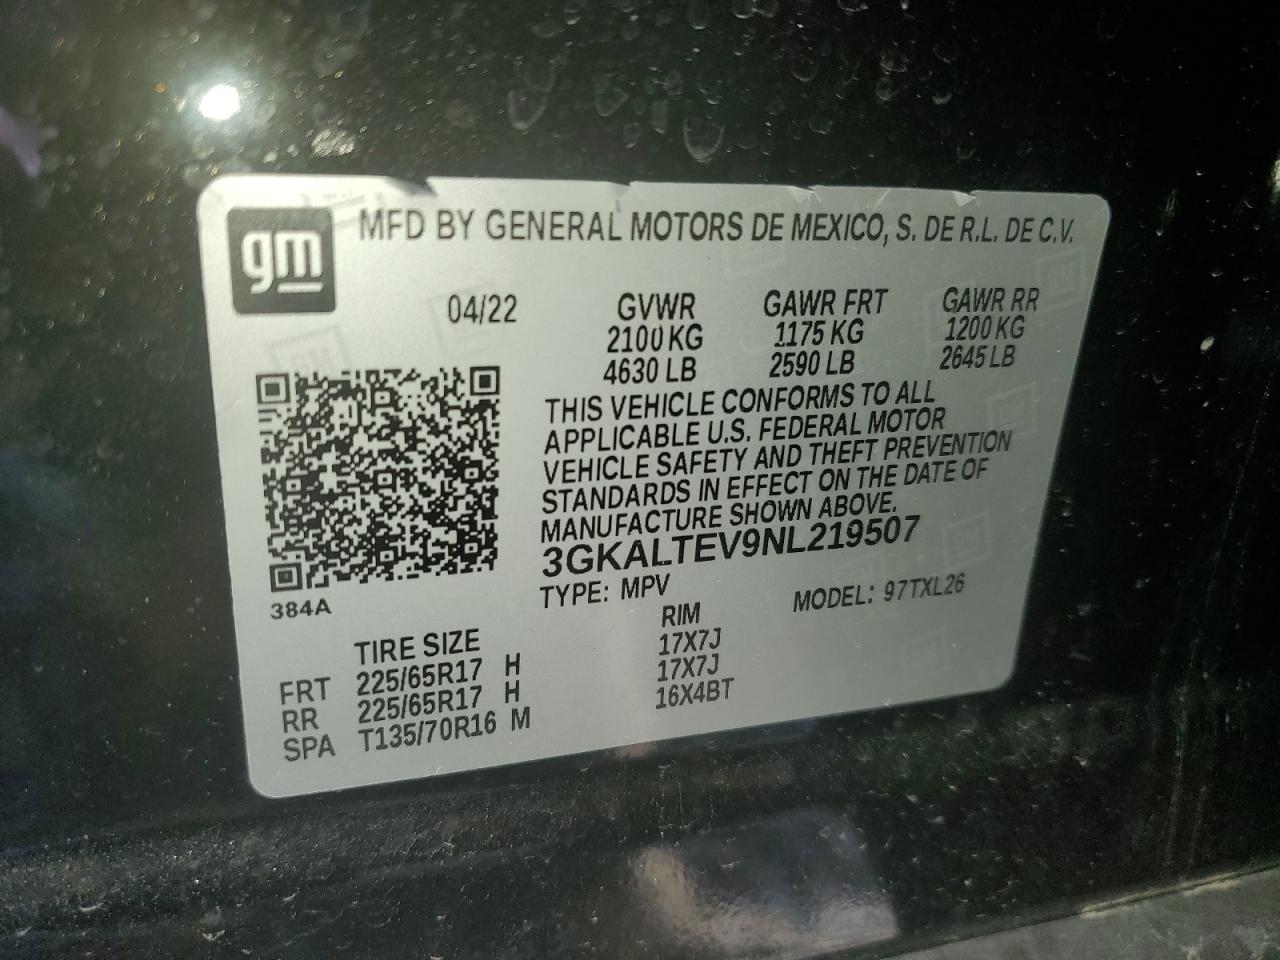 gm
MFD BY GENERAL MOTORS DE MEXICO, S. DE R.L. DE C.V.
04/22 GVWR GAWR FRT GAWR RR
2100 KG 1175 KG 1200 KG
4630 LB 2590 LB 2645 LB
THIS VEHICLE CONFORMS TO ALL
APPLICABLE U.S. FEDERAL MOTOR
VEHICLE SAFETY AND THEFT PREVENTION
STANDARDS IN EFFECT ON THE DATE OF
MANUFACTURE SHOWN ABOVE.
3GKALTEV9NL219507
TYPE: MPV MODEL: 97TXL26
384A
TIRE SIZE RIM
FRT 225/65R17 H 17X7J
RR 225/65R17 H 17X7J
SPA T135/70R16 M 16X4BT